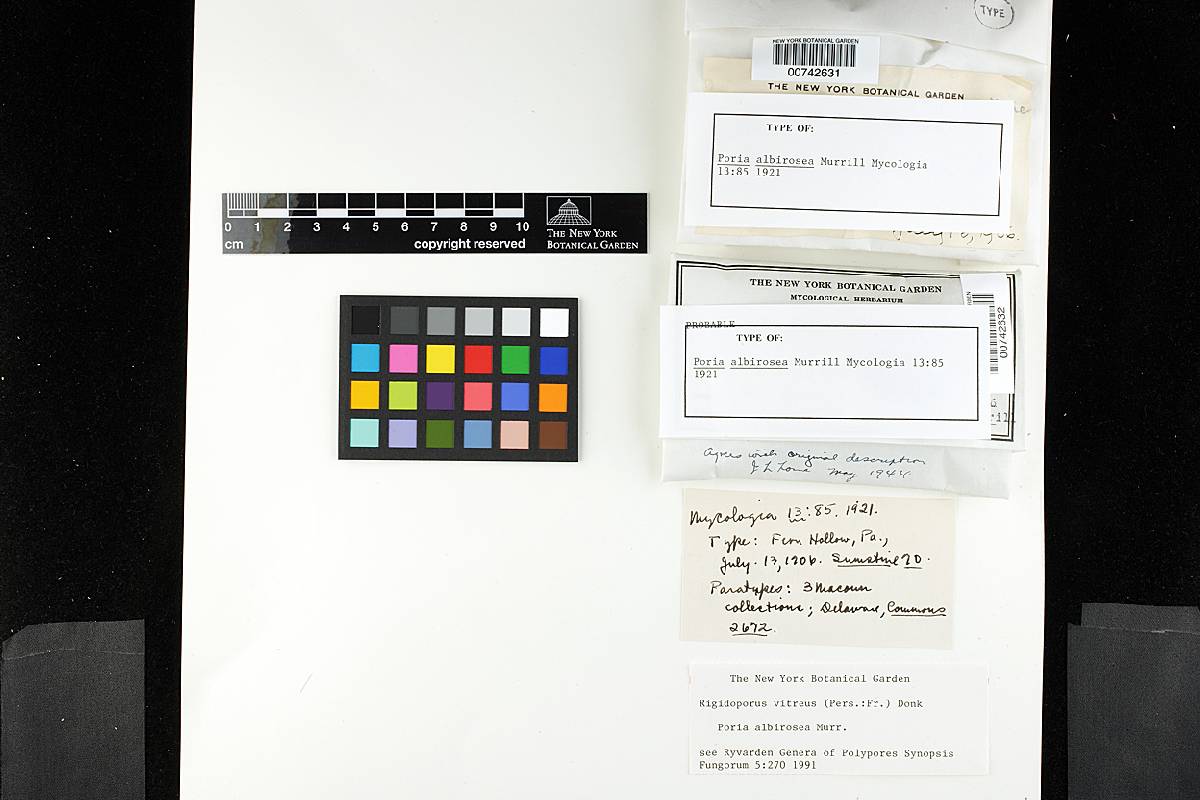 TYPE
NEW YORK BOTANICAL GARDEN
00742631
THE NEW YORK BOTANICAL GARDEN
TYPE OF:
Poria albirosea Murrill Mycologia
13:85 1921
0 1 2 3 4 5 6 7 8 9 10
cm
copyright reserved
THE NEW YORK
BOTANICAL GARDEN
THE NEW YORK BOTANICAL GARDEN
MYCOLOGICAL HERBARIUM
00742632
PROBABLE
TYPE OF:
Poria albirosea Murrill Mycologia 13:85
1921
Agrees with original description
J L Lowe May 1944
Mycologia 13:85. 1921.
Type: Fern Hollow, Pa.,
July 13, 1906. Sumstine 20.
Paratypes: 3 Macoun
collections; Delaware, Commons
2672.
The New York Botanical Garden
Rigidoporus vitreus (Pers.:Fr.) Donk
Poria albirosea Murr.
see Ryvarden Genera of Polypores Synopsis
Fungorum 5:270 1991